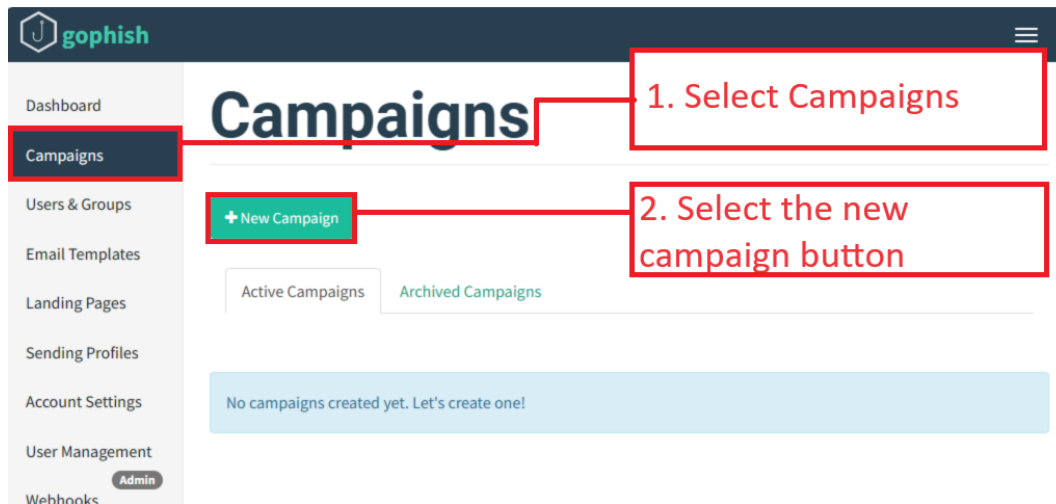 gophish
Dashboard
Campaigns
Users & Groups
Email Templates
Landing Pages
Sending Profiles
Account Settings
User Management
Admin
Webhooks
Campaigns
1. Select Campaigns
+ New Campaign
2. Select the new
campaign button
Active Campaigns
Archived Campaigns
No campaigns created yet. Let's create one!